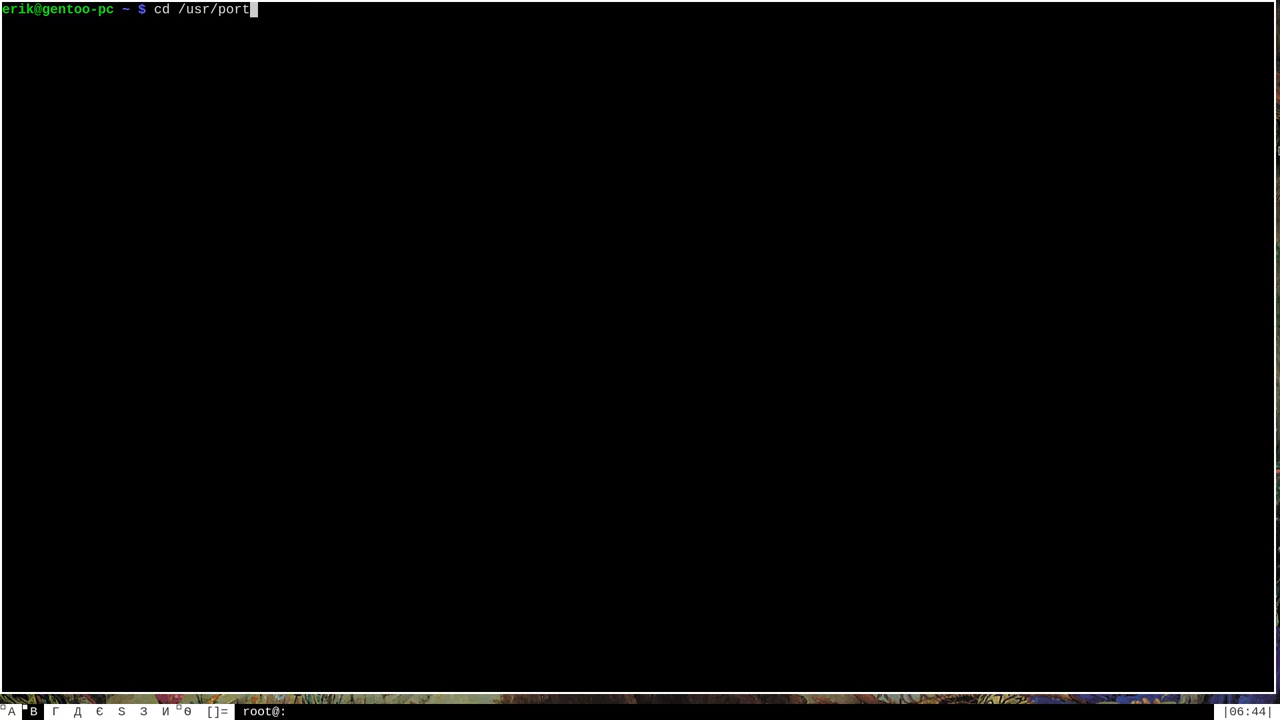 erik@gentoo-pc ~ $ cd /usr/port
А В Г Д Є Ѕ З И Ѳ []= root@: |06:44|